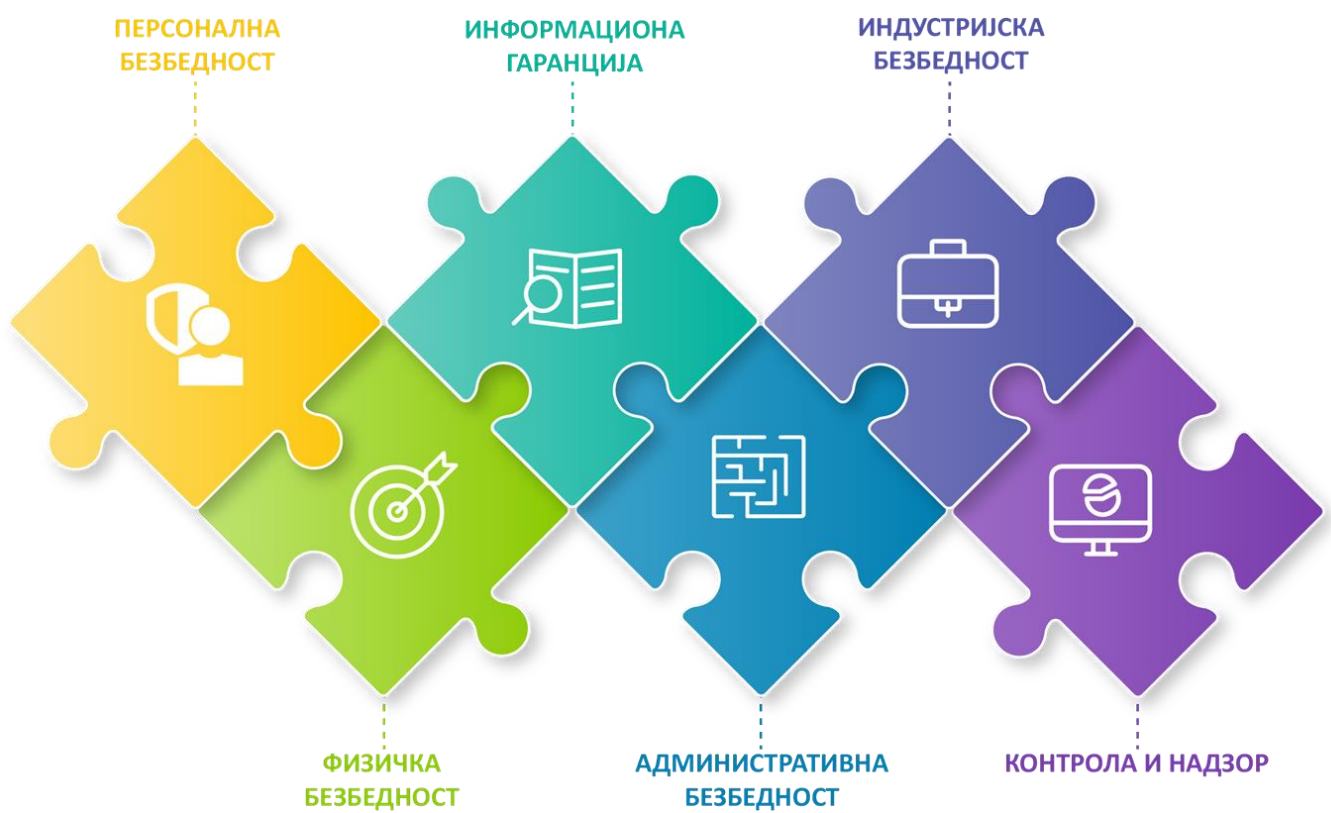 ПЕРСОНАЛНА
БЕЗБЕДНОСТ
ИНФОРМАЦИОНА
ГАРАНЦИЈА
ИНДУСТРИЈСКА
БЕЗБЕДНОСТ
ФИЗИЧКА
БЕЗБЕДНОСТ
АДМИНИСТРАТИВНА
БЕЗБЕДНОСТ
КОНТРОЛА И НАДЗОР